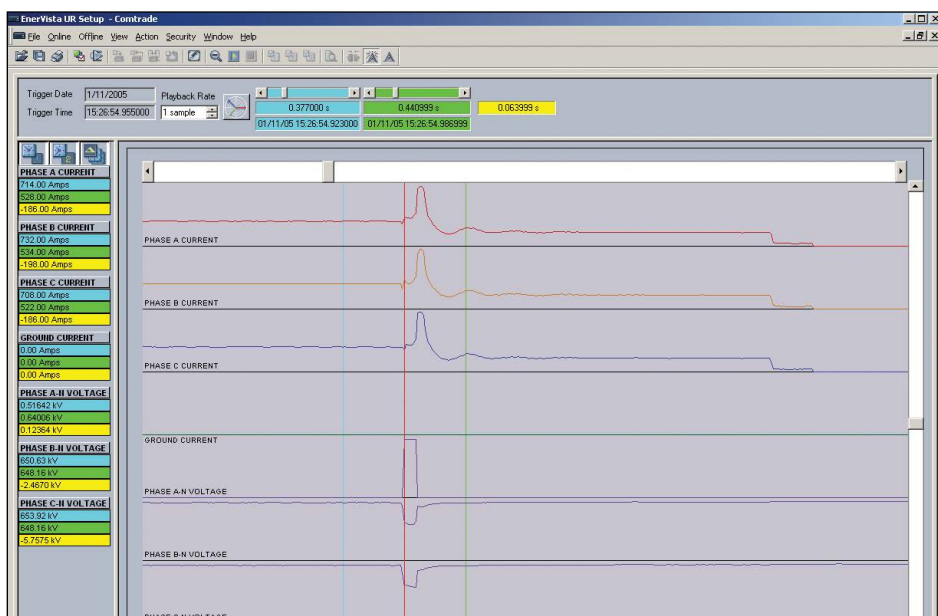 EnerVista UR Setup - Comtrade
File Online Offline View Action Security Window Help
Trigger Date 1/11/2005 Playback Rate
Trigger Time 15:26:54.955000 1 sample
0.377000 s 0.440999 s 0.063999 s
01/11/05 15:26:54.923000 01/11/05 15:26:54.986999
PHASE A CURRENT
714.00 Amps
528.00 Amps
-186.00 Amps
PHASE B CURRENT
732.00 Amps
534.00 Amps
-198.00 Amps
PHASE C CURRENT
708.00 Amps
522.00 Amps
-186.00 Amps
GROUND CURRENT
0.00 Amps
0.00 Amps
0.00 Amps
PHASE A-N VOLTAGE
0.51642 kV
0.64006 kV
0.12364 kV
PHASE B-N VOLTAGE
650.63 kV
648.16 kV
-2.4670 kV
PHASE C-N VOLTAGE
653.92 kV
648.16 kV
-5.7575 kV
PHASE A CURRENT
PHASE B CURRENT
PHASE C CURRENT
GROUND CURRENT
PHASE A-N VOLTAGE
PHASE B-N VOLTAGE